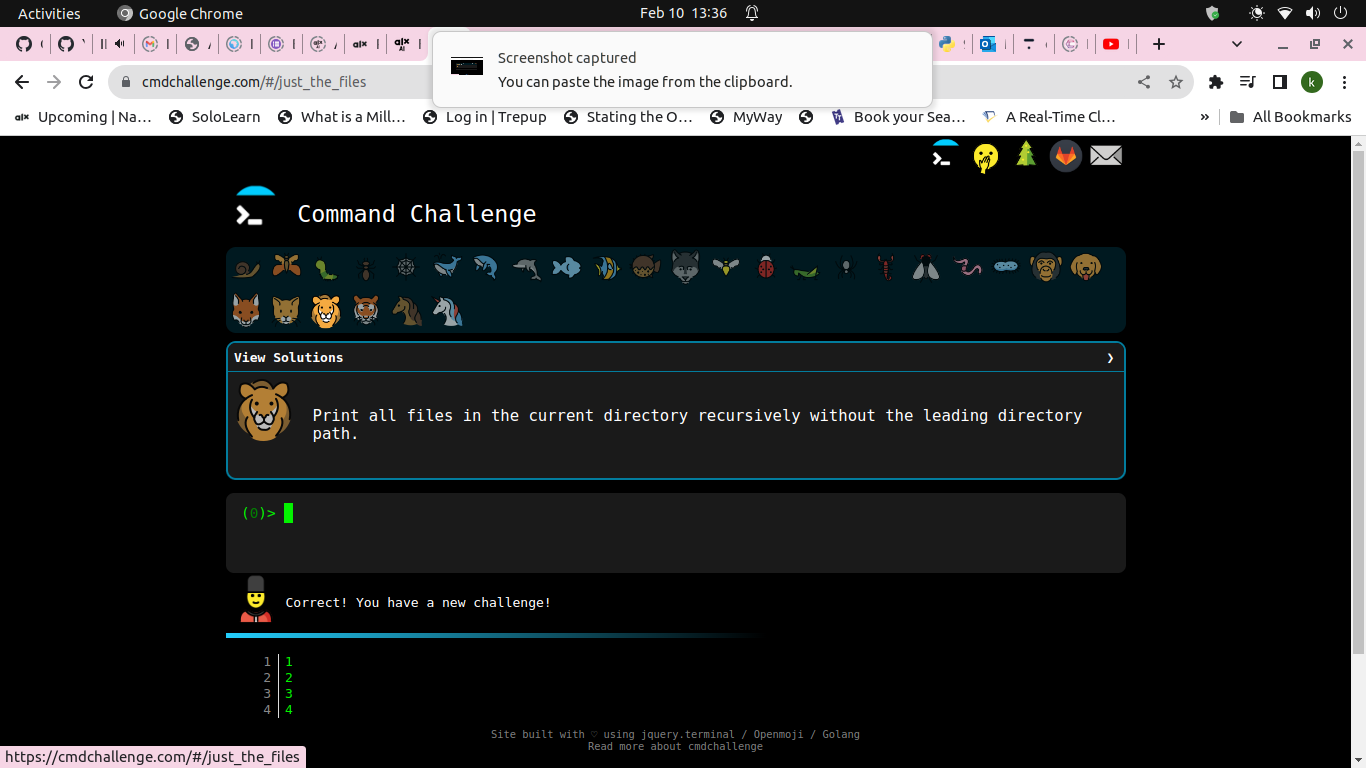 Activities Google Chrome Feb 10 13:36
Screenshot captured
You can paste the image from the clipboard.
cmdchallenge.com/#/just_the_files k
Upcoming | Na… SoloLearn What is a Mill… Log in | Trepup Stating the O… MyWay Book your Sea… A Real-Time Cl… » All Bookmarks
Command Challenge
View Solutions ❯
Print all files in the current directory recursively without the leading directory
path.
(0)>
Correct! You have a new challenge!
1 1
2 2
3 3
4 4
Site built with ♡ using jquery.terminal / Openmoji / Golang
Read more about cmdchallenge
https://cmdchallenge.com/#/just_the_files